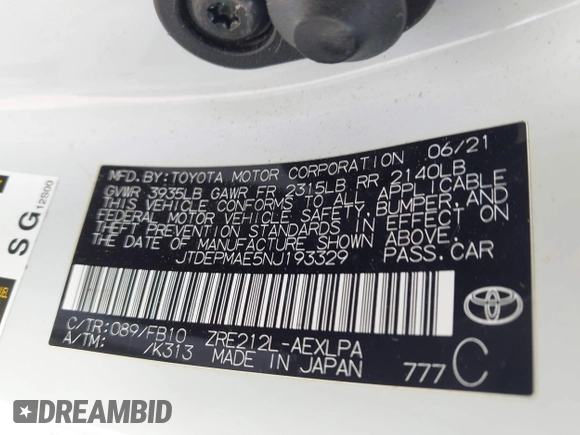 MFD. BY: TOYOTA MOTOR CORPORATION 06/21
GVWR 3935LB GAWR FR 2315LB RR 2140LB
THIS VEHICLE CONFORMS TO ALL APPLICABLE
FEDERAL MOTOR VEHICLE SAFETY, BUMPER, AND
THEFT PREVENTION STANDARDS IN EFFECT ON
THE DATE OF MANUFACTURE SHOWN ABOVE.
JTDEPMAE5NJ193329 PASS. CAR
C/TR: 089/FB10 ZRE212L-AEXLPA
A/TM: /K313 MADE IN JAPAN 777 C
SG
12S00
DREAMBID